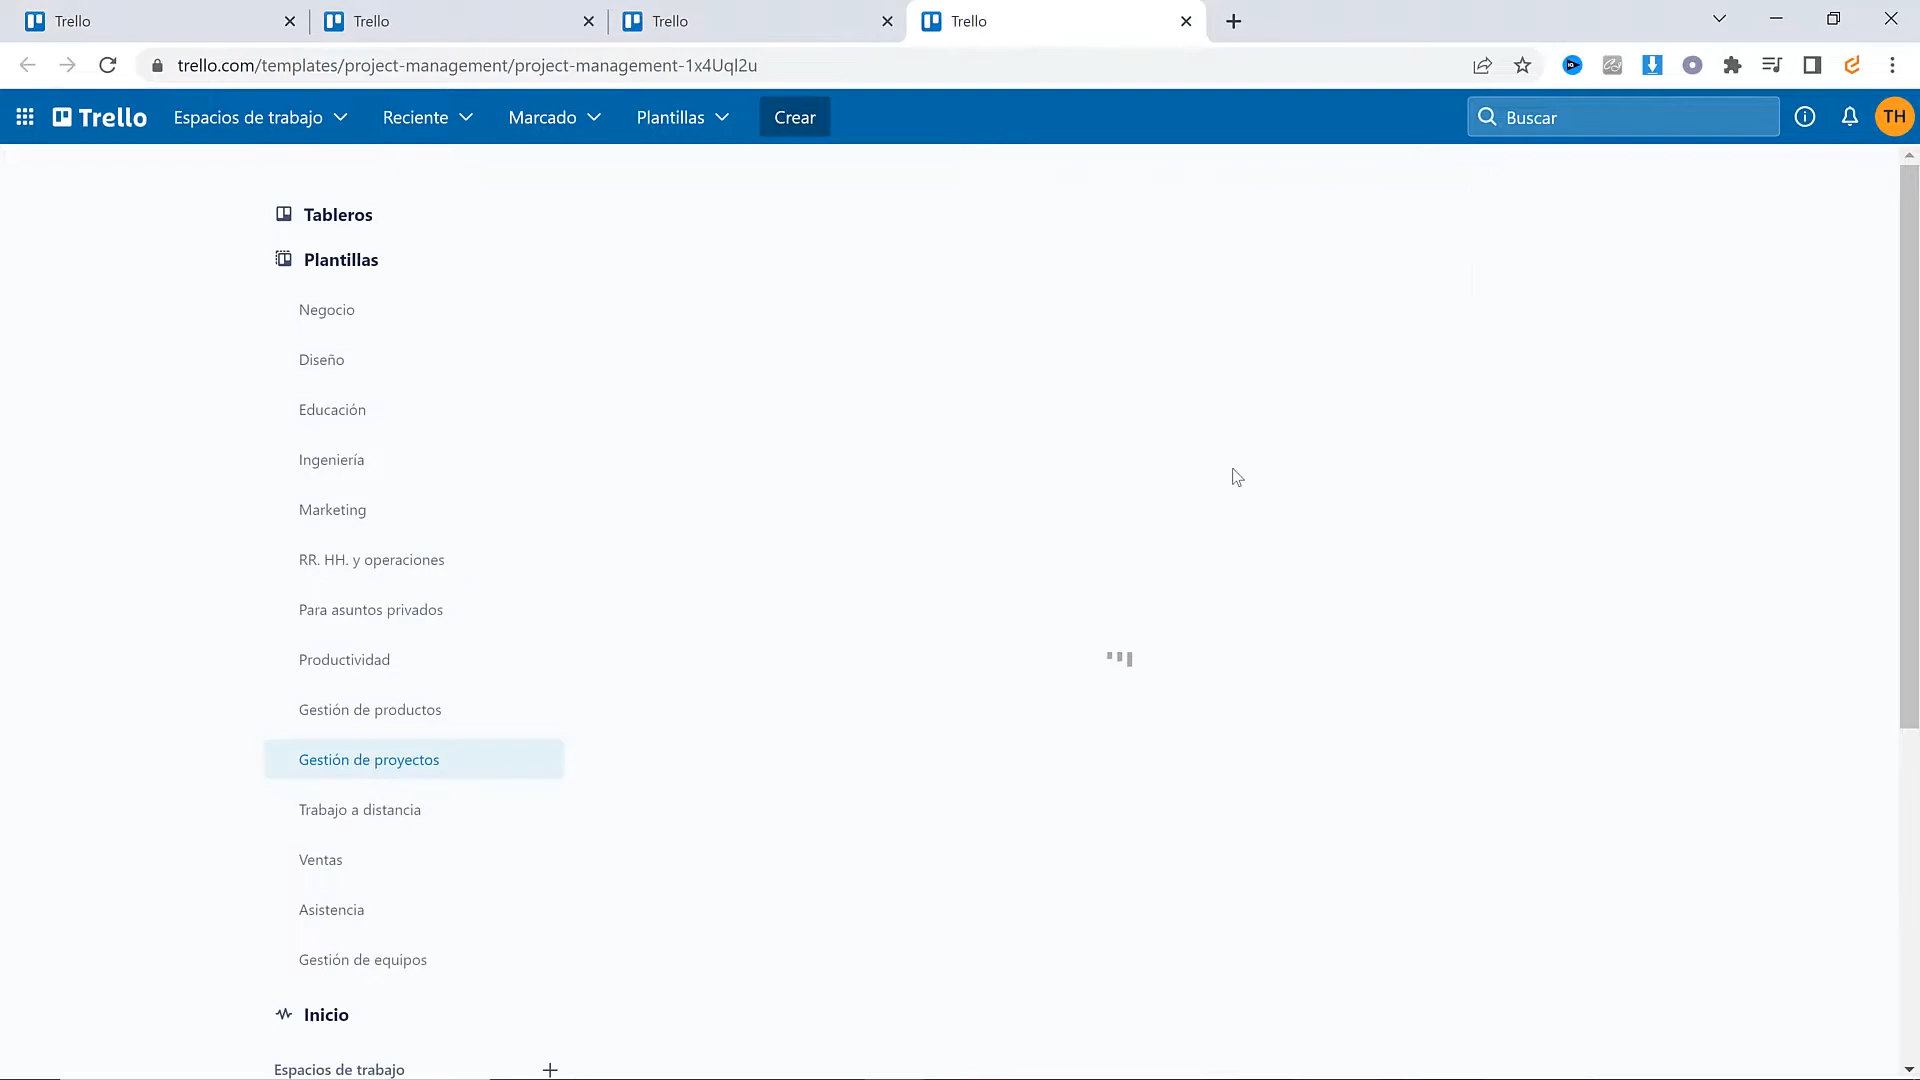 Trello
Trello
Trello
Trello
trello.com/templates/project-management/project-management-1x4Uql2u
Trello
Espacios de trabajo
Reciente
Marcado
Plantillas
Crear
Buscar
TH
Tableros
Plantillas
Negocio
Diseño
Educación
Ingeniería
Marketing
RR. HH. y operaciones
Para asuntos privados
Productividad
Gestión de productos
Gestión de proyectos
Trabajo a distancia
Ventas
Asistencia
Gestión de equipos
Inicio
Espacios de trabajo